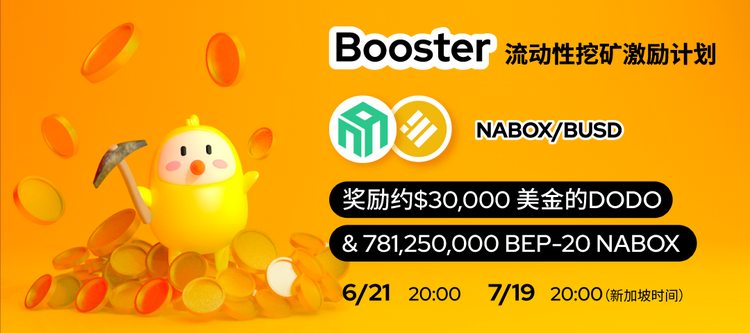 Booster 流动性挖矿激励计划
NABOX/BUSD
奖励约$30,000 美金的DODO
& 781,250,000 BEP-20 NABOX
6/21 20:00 7/19 20:00(新加坡时间)